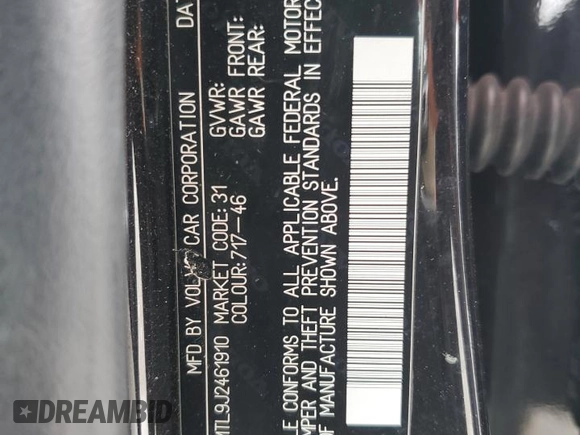 MFD BY VOLVO CAR CORPORATION DAT
MTL9J2461910 MARKET CODE: 31 GVWR:
COLOUR: 717-46 GAWR FRONT:
GAWR REAR:
LE CONFORMS TO ALL APPLICABLE FEDERAL MOTOR
MPER AND THEFT PREVENTION STANDARDS IN EFFEC
OF MANUFACTURE SHOWN ABOVE.
DREAMBID